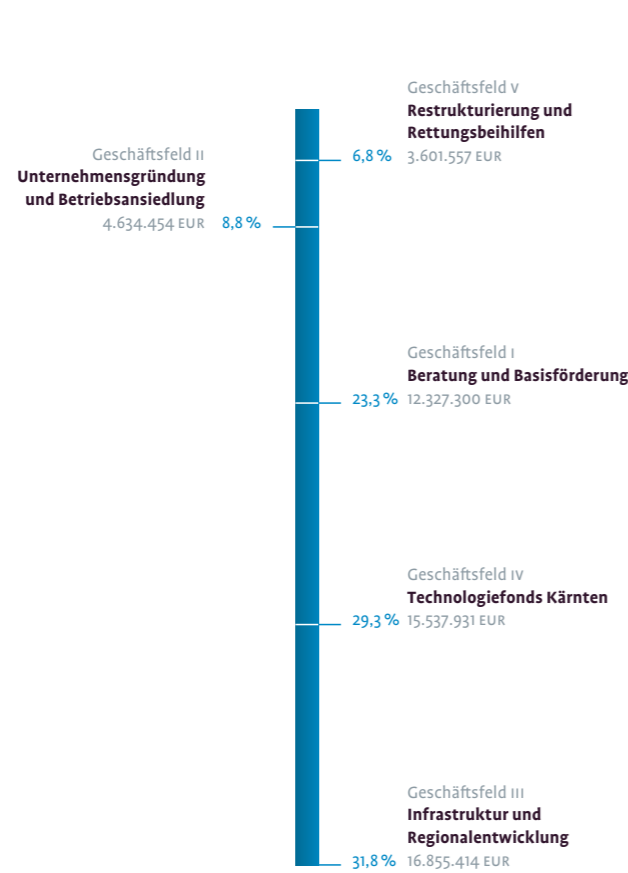 Geschäftsfeld V
Restrukturierung und
Rettungsbeihilfen
6,8 % 3.601.557 EUR
Geschäftsfeld II
Unternehmensgründung
und Betriebsansiedlung
4.634.454 EUR 8,8 %
Geschäftsfeld I
Beratung und Basisförderung
23,3 % 12.327.300 EUR
Geschäftsfeld IV
Technologiefonds Kärnten
29,3 % 15.537.931 EUR
Geschäftsfeld III
Infrastruktur und
Regionalentwicklung
31,8 % 16.855.414 EUR